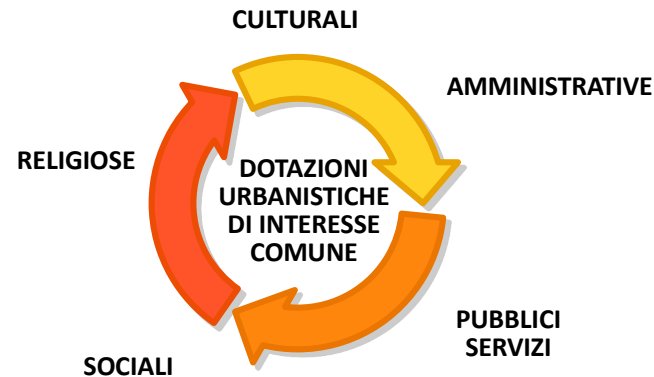 CULTURALI
AMMINISTRATIVE
RELIGIOSE
DOTAZIONI
URBANISTICHE
DI INTERESSE
COMUNE
PUBBLICI
SERVIZI
SOCIALI